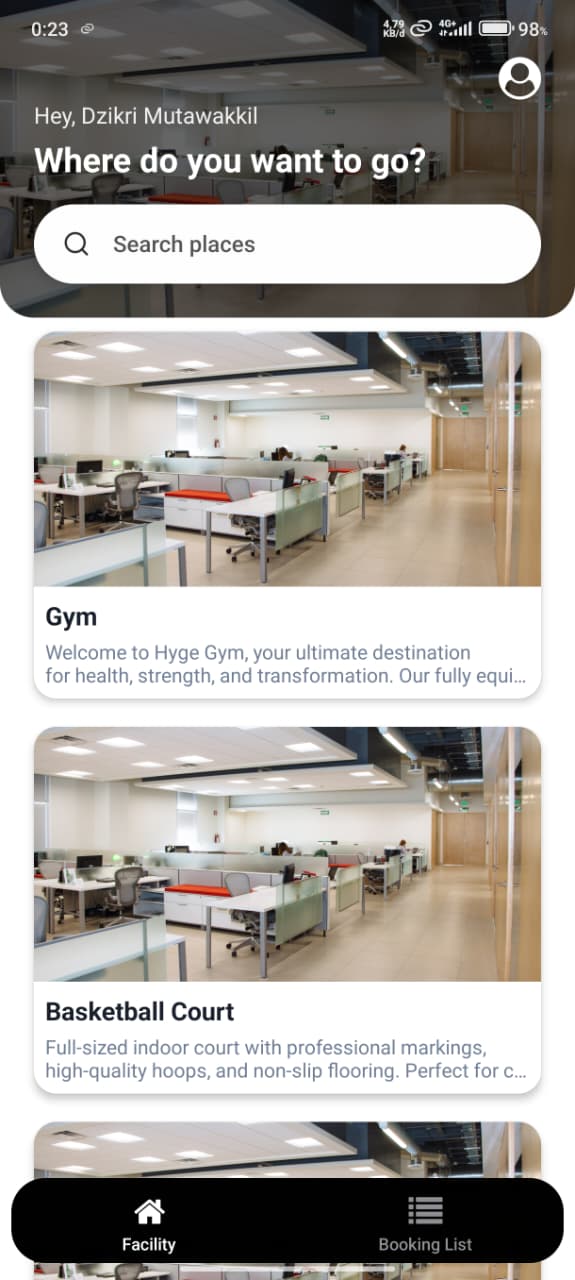 0:23
4,79
KB/d
4G+
98%
Hey, Dzikri Mutawakkil
Where do you want to go?
Search places
Gym
Welcome to Hyge Gym, your ultimate destination
for health, strength, and transformation. Our fully equi...
Basketball Court
Full-sized indoor court with professional markings,
high-quality hoops, and non-slip flooring. Perfect for c...
Facility
Booking List